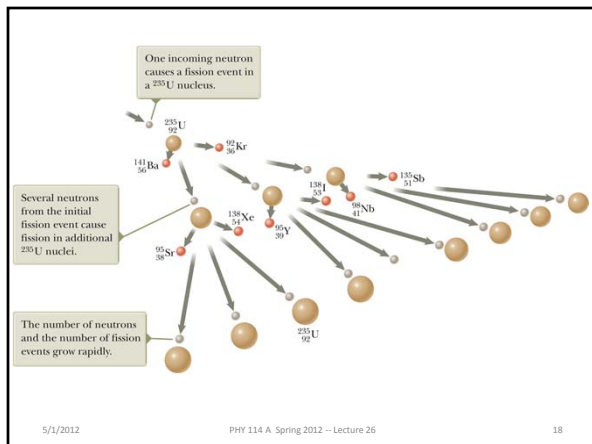 One incoming neutron
causes a fission event in
a ²³⁵U nucleus.
²³⁵₉₂U
⁹²₃₆Kr
¹⁴¹₅₆Ba
¹³⁵₅₁Sb
¹³⁸₅₃I
⁹⁸₄₁Nb
Several neutrons
from the initial
fission event cause
fission in additional
²³⁵U nuclei.
¹³⁸₅₄Xe
⁹⁵₃₉Y
⁹⁵₃₈Sr
The number of neutrons
and the number of fission
events grow rapidly.
²³⁵₉₂U
5/1/2012
PHY 114 A Spring 2012 -- Lecture 26
18